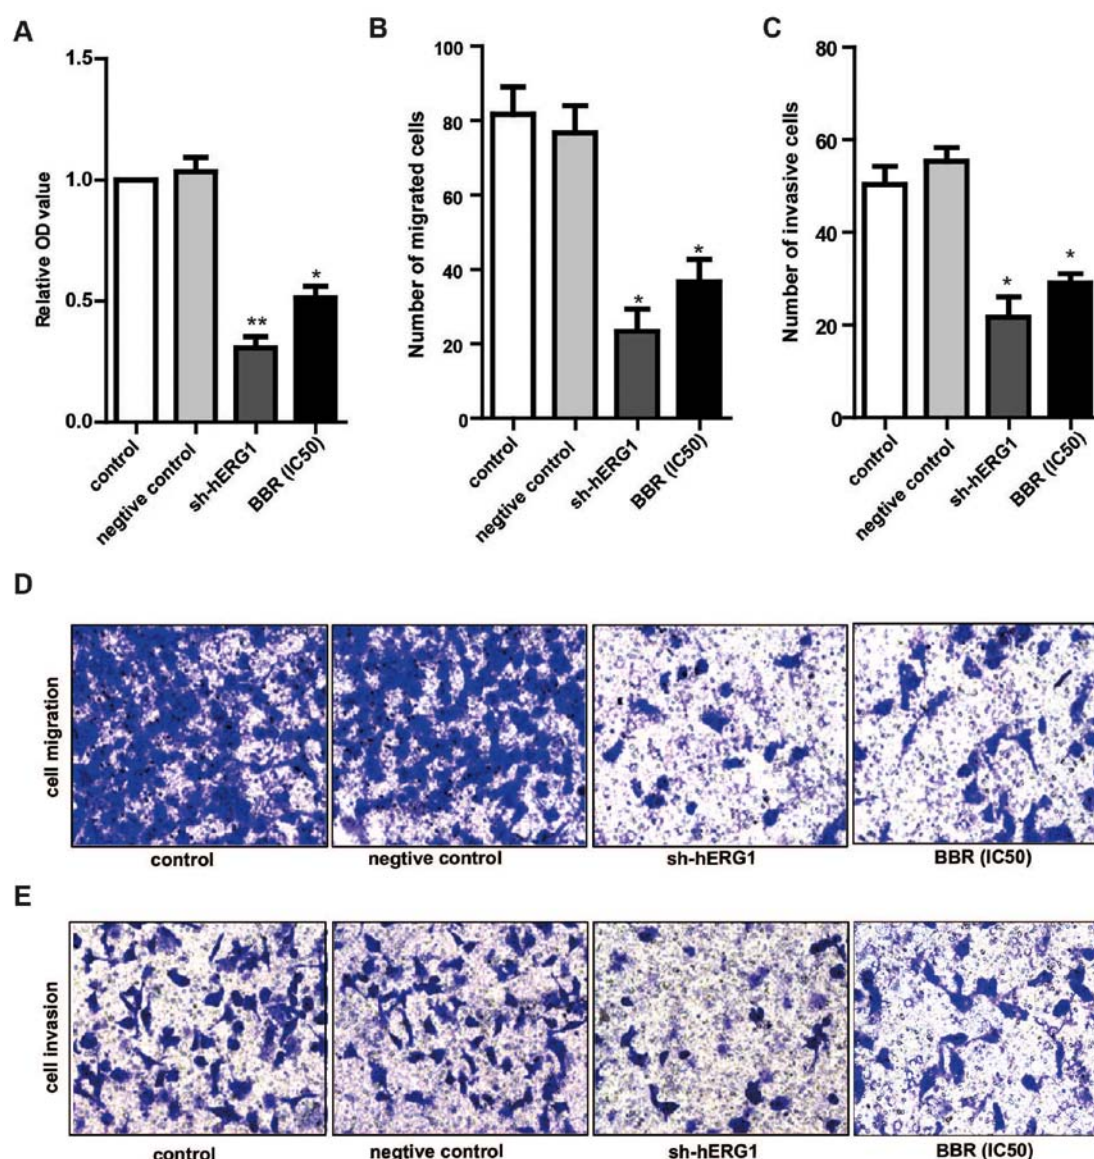 A
1.5
1.0
0.5
0.0
Relative OD value
**
*
control
negtive control
sh-hERG1
BBR (IC50)
B
100
80
60
40
20
0
Number of migrated cells
*
*
control
negtive control
sh-hERG1
BBR (IC50)
C
80
60
40
20
0
Number of invasive cells
*
*
control
negtive control
sh-hERG1
BBR (IC50)
D
cell migration
control
negtive control
sh-hERG1
BBR (IC50)
E
cell invasion
control
negtive control
sh-hERG1
BBR (IC50)